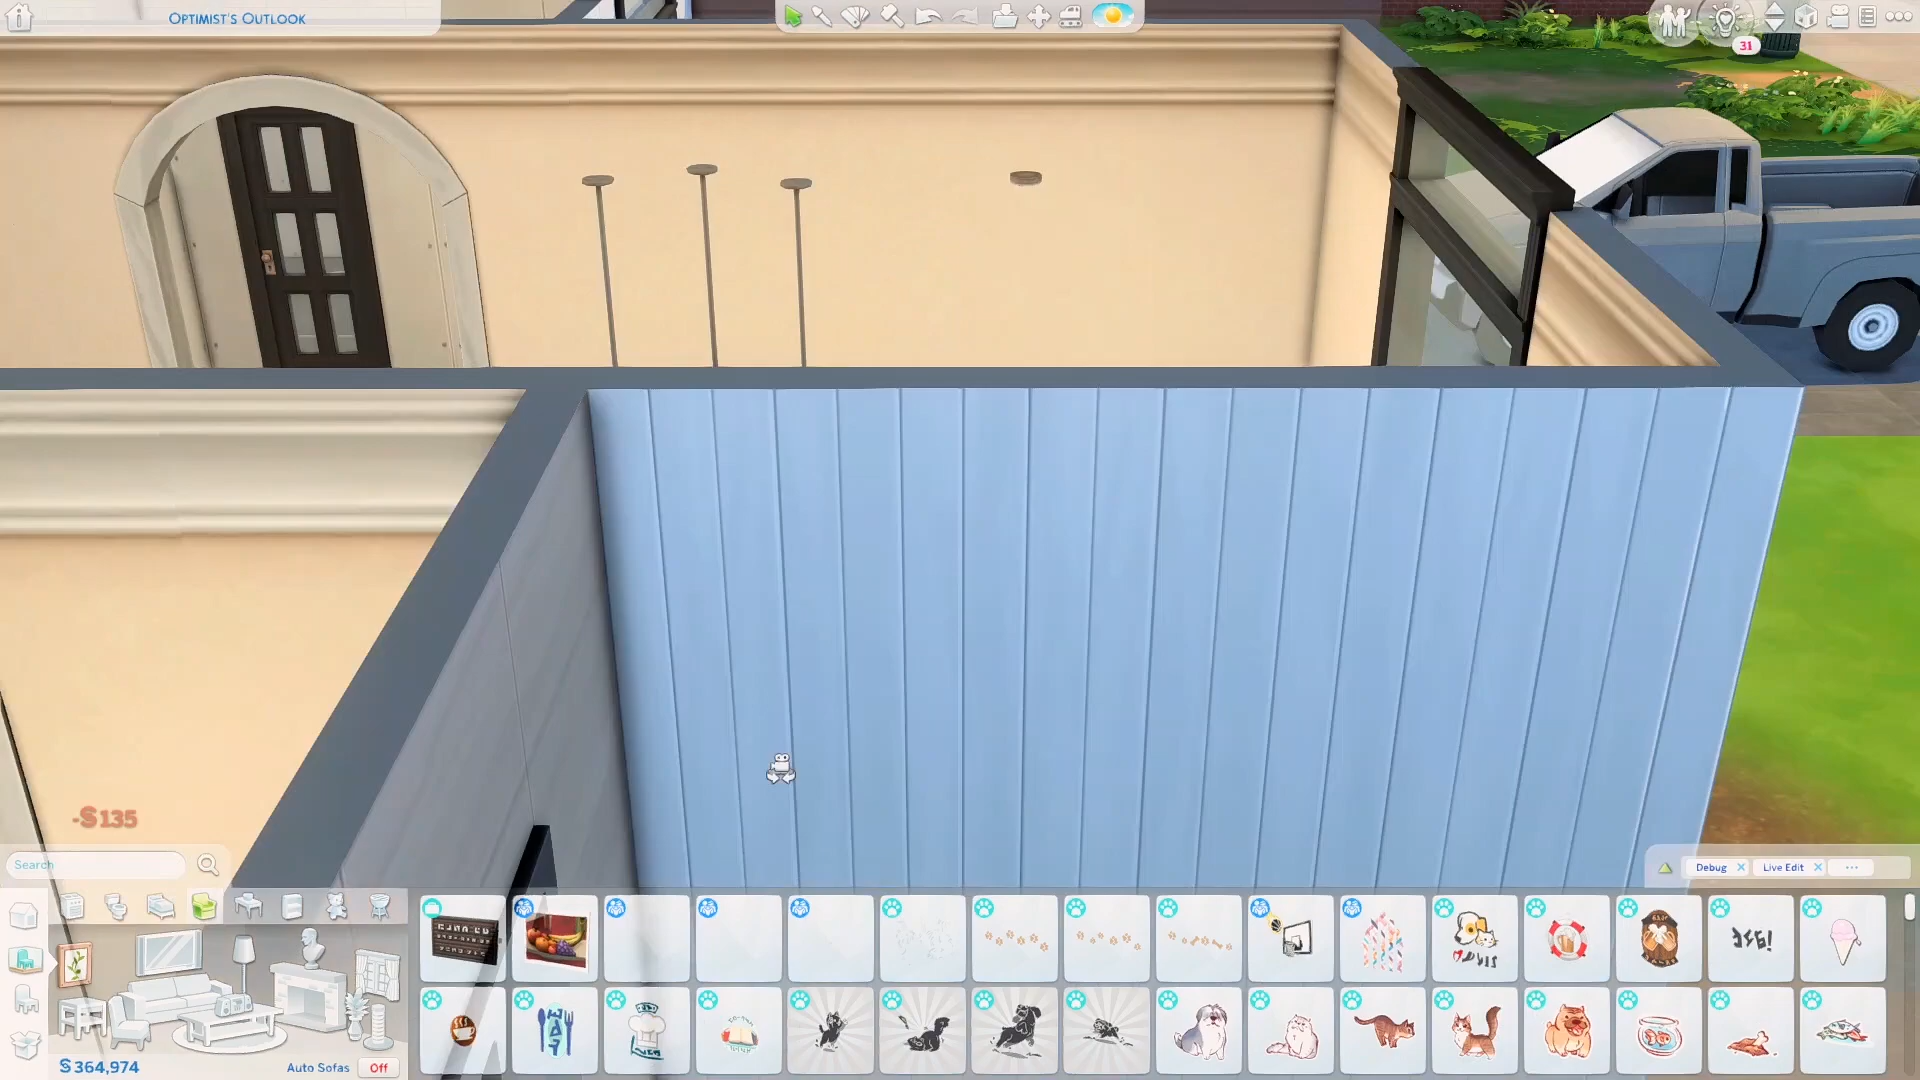 Optimist's Outlook
31
-§135
Search
Debug
Live Edit
...
§364,974
Auto Sofas
Off